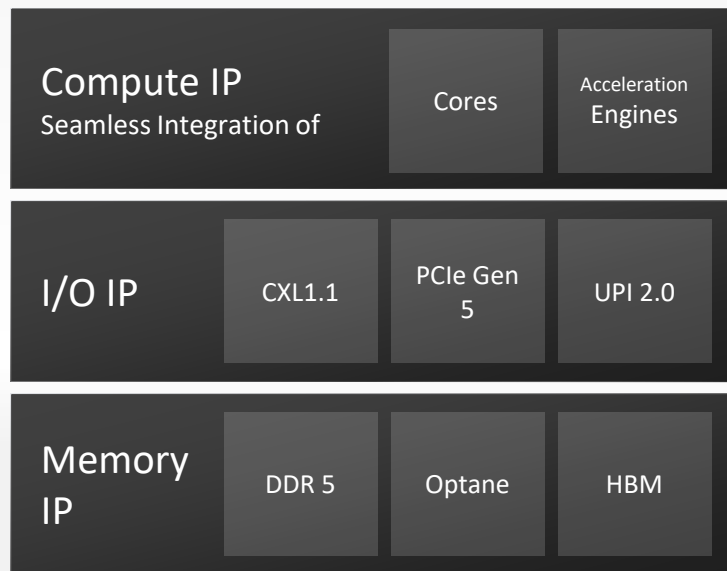 Compute IP
Seamless Integration of
Cores
Acceleration
Engines
I/O IP
CXL1.1
PCIe Gen
5
UPI 2.0
Memory
IP
DDR 5
Optane
HBM